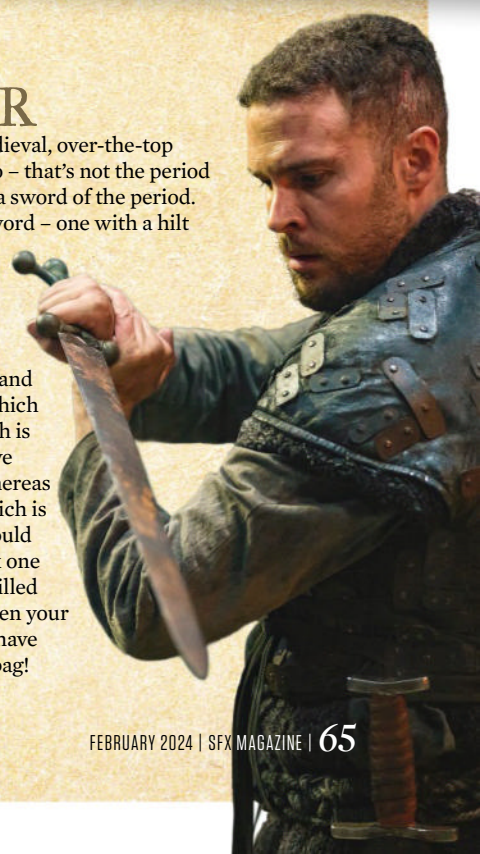 R
dieval, over-the-top
– that's not the period
a sword of the period.
word – one with a hilt
and
hich
h is
ve
hereas
ich is
ould
one
illed
en your
have
bag!
FEBRUARY 2024 | SFX MAGAZINE | 65